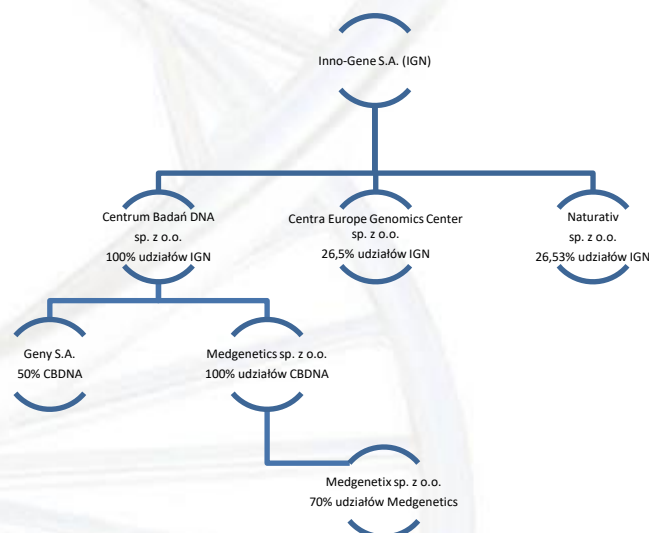 Inno-Gene S.A. (IGN)
Centrum Badań DNA
sp. z o.o.
100% udziałów IGN
Centra Europe Genomics Center
sp. z o.o.
26,5% udziałów IGN
Naturativ
sp. z o.o.
26,53% udziałów IGN
Geny S.A.
50% CBDNA
Medgenetics sp. z o.o.
100% udziałów CBDNA
Medgenetix sp. z o.o.
70% udziałów Medgenetics